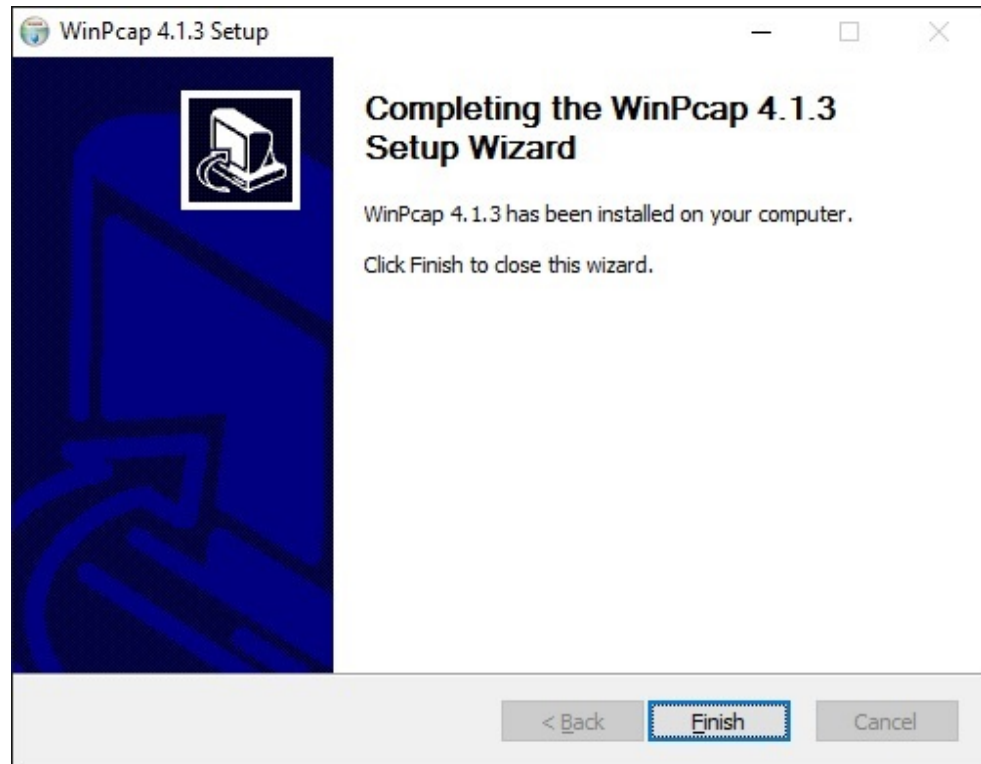 WinPcap 4.1.3 Setup
Completing the WinPcap 4.1.3
Setup Wizard
WinPcap 4.1.3 has been installed on your computer.
Click Finish to close this wizard.
< Back
Finish
Cancel